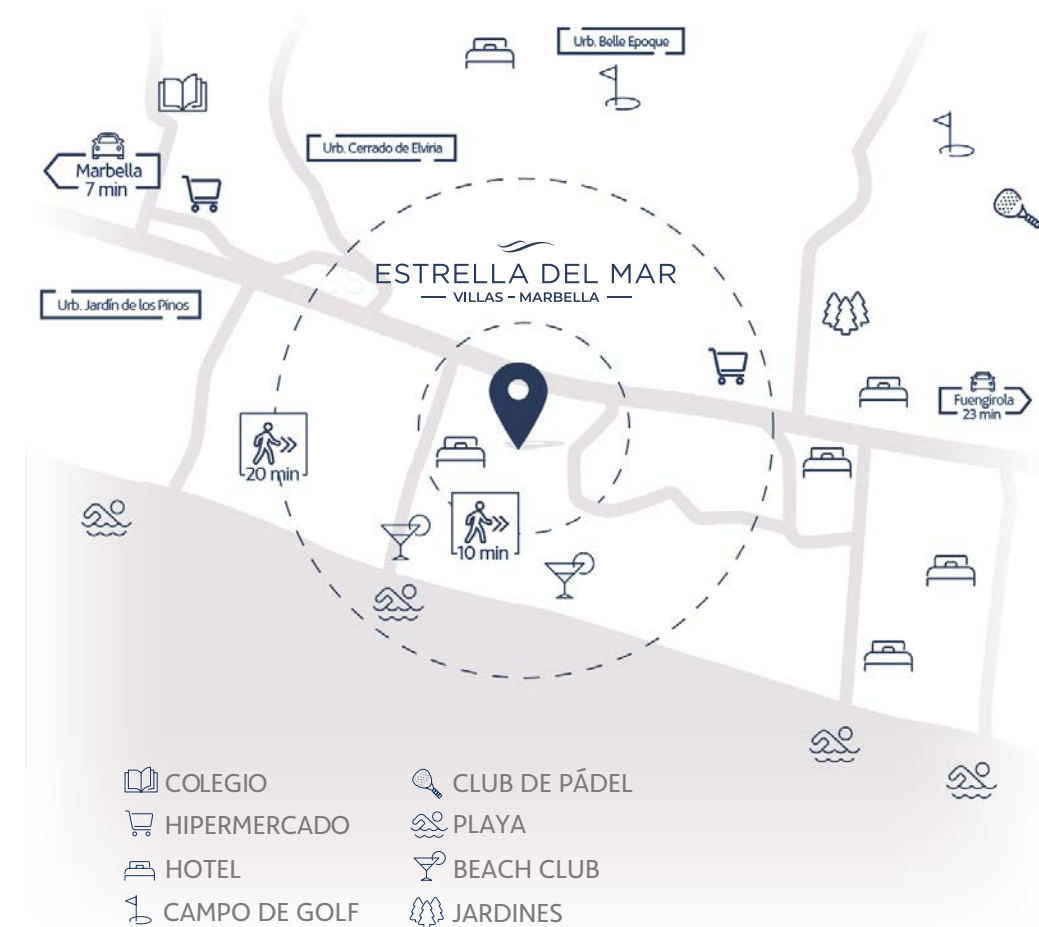 Urb. Belle Epoque
Urb. Cerrado de Elviria
Marbella
7 min
ESTRELLA DEL MAR
VILLAS - MARBELLA
Urb. Jardín de los Pinos
Fuengirola
23 min
20 min
10 min
COLEGIO
CLUB DE PÁDEL
HIPERMERCADO
PLAYA
HOTEL
BEACH CLUB
CAMPO DE GOLF
JARDINES